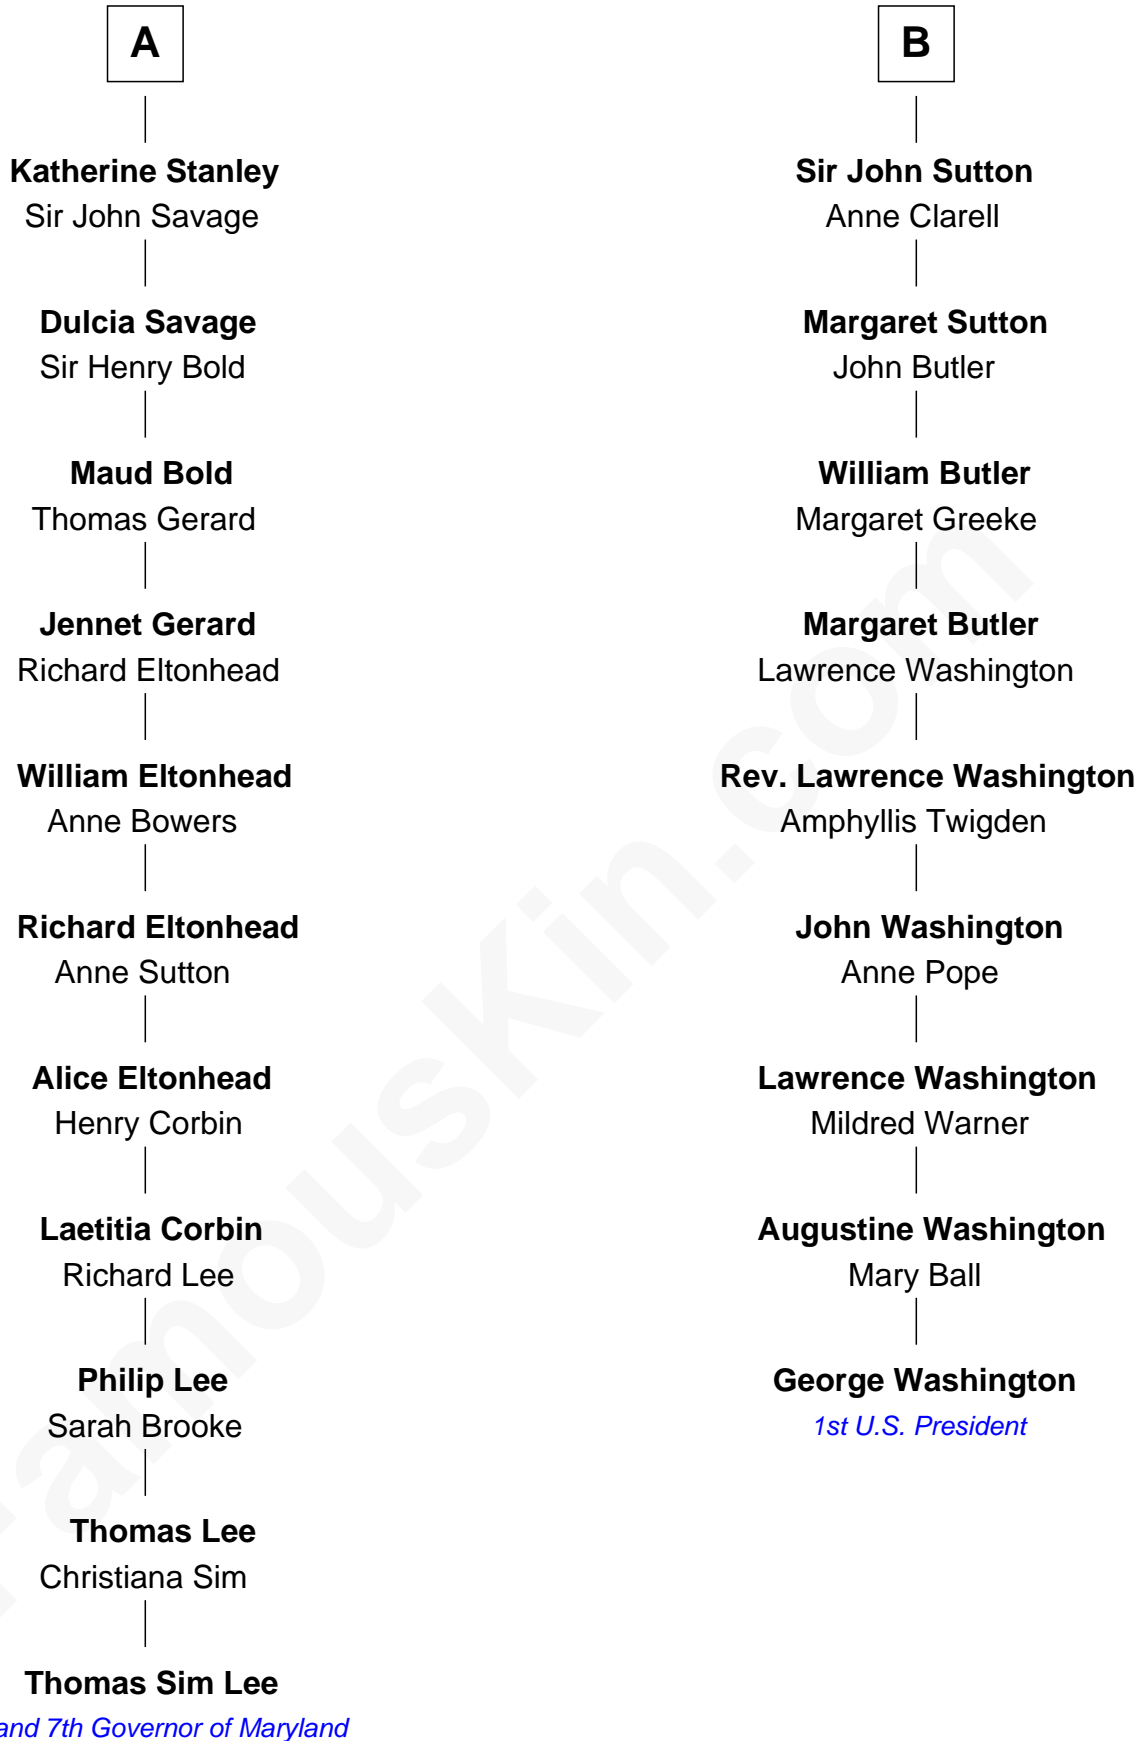 A
Katherine Stanley
Sir John Savage
Dulcia Savage
Sir Henry Bold
Maud Bold
Thomas Gerard
Jennet Gerard
Richard Eltonhead
William Eltonhead
Anne Bowers
Richard Eltonhead
Anne Sutton
Alice Eltonhead
Henry Corbin
Laetitia Corbin
Richard Lee
Philip Lee
Sarah Brooke
Thomas Lee
Christiana Sim
Thomas Sim Lee
and 7th Governor of Maryland
B
Sir John Sutton
Anne Clarell
Margaret Sutton
John Butler
William Butler
Margaret Greeke
Margaret Butler
Lawrence Washington
Rev. Lawrence Washington
Amphyllis Twigden
John Washington
Anne Pope
Lawrence Washington
Mildred Warner
Augustine Washington
Mary Ball
George Washington
1st U.S. President
FamousKin.com